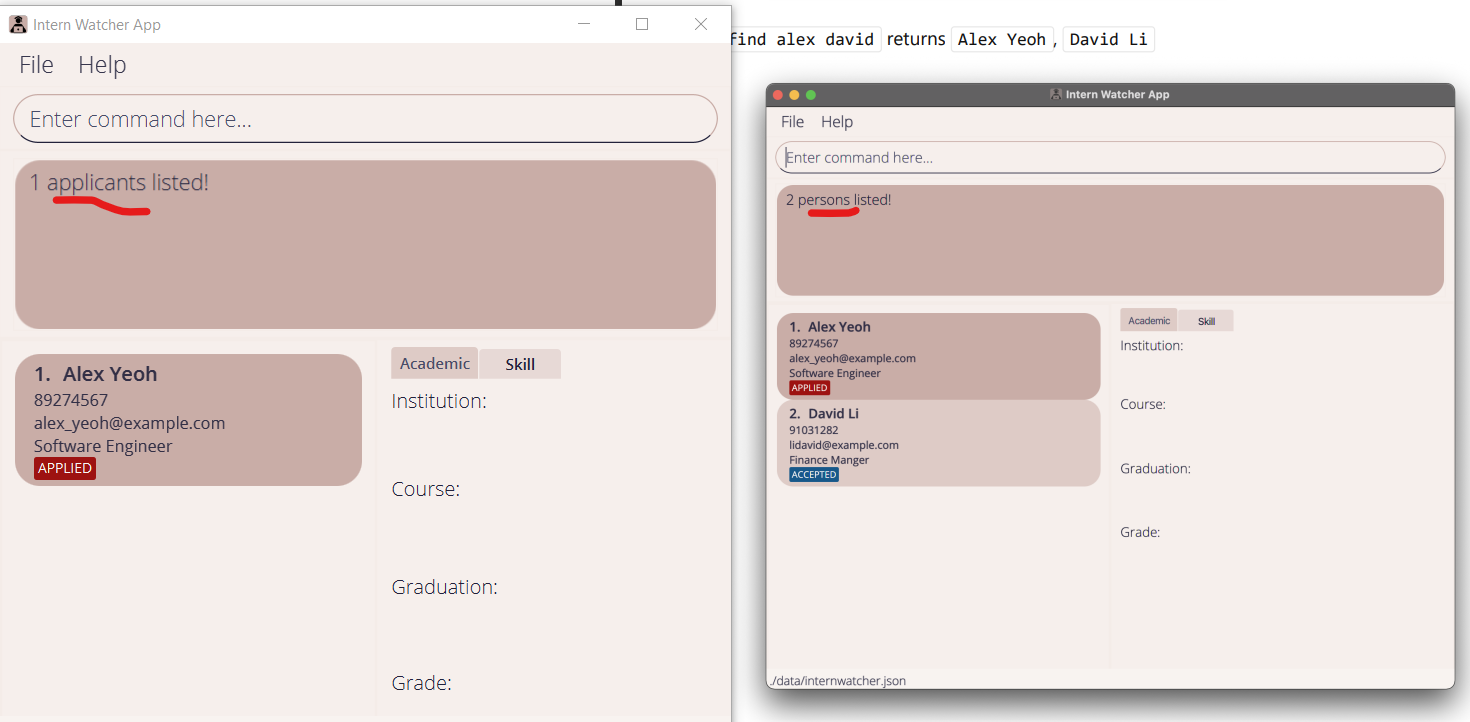 Intern Watcher App
File Help
Enter command here...
1 applicants listed!
1. Alex Yeoh
89274567
alex_yeoh@example.com
Software Engineer
APPLIED
Academic Skill
Institution:
Course:
Graduation:
Grade:
find alex david returns Alex Yeoh, David Li
Intern Watcher App
File Help
Enter command here...
2 persons listed!
1. Alex Yeoh
89274567
alex_yeoh@example.com
Software Engineer
APPLIED
2. David Li
91031282
lidavid@example.com
Finance Manger
ACCEPTED
Academic Skill
Institution:
Course:
Graduation:
Grade:
./data/internwatcher.json